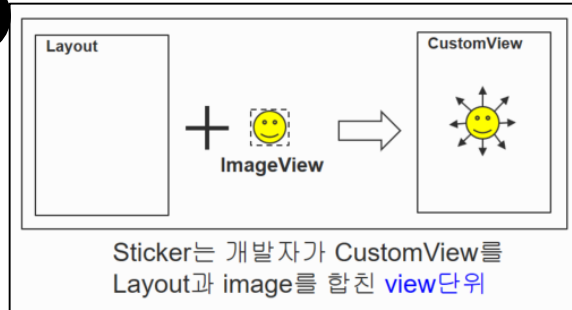 Layout
CustomView
ImageView
Sticker는 개발자가 CustomView를
Layout과 image를 합친 view단위